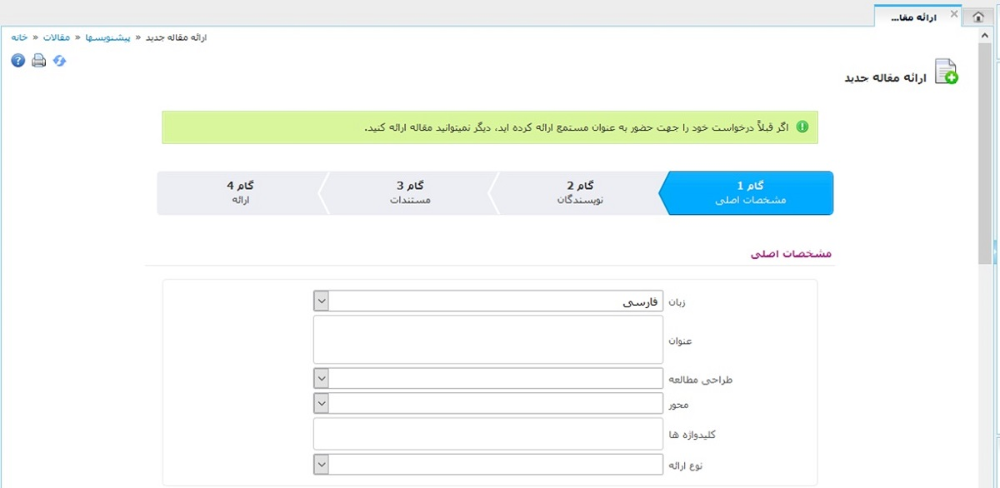 ارائه مقا...
خانه » مقالات » پیشنویسها » ارائه مقاله جدید
ارائه مقاله جدید
اگر قبلاً درخواست خود را جهت حضور به عنوان مستمع ارائه کرده اید، دیگر نمیتوانید مقاله ارائه کنید.
گام 1
مشخصات اصلی
گام 2
نویسندگان
گام 3
مستندات
گام 4
ارائه
مشخصات اصلی
زبان
فارسی
عنوان
طراحی مطالعه
محور
کلیدواژه ها
نوع ارائه